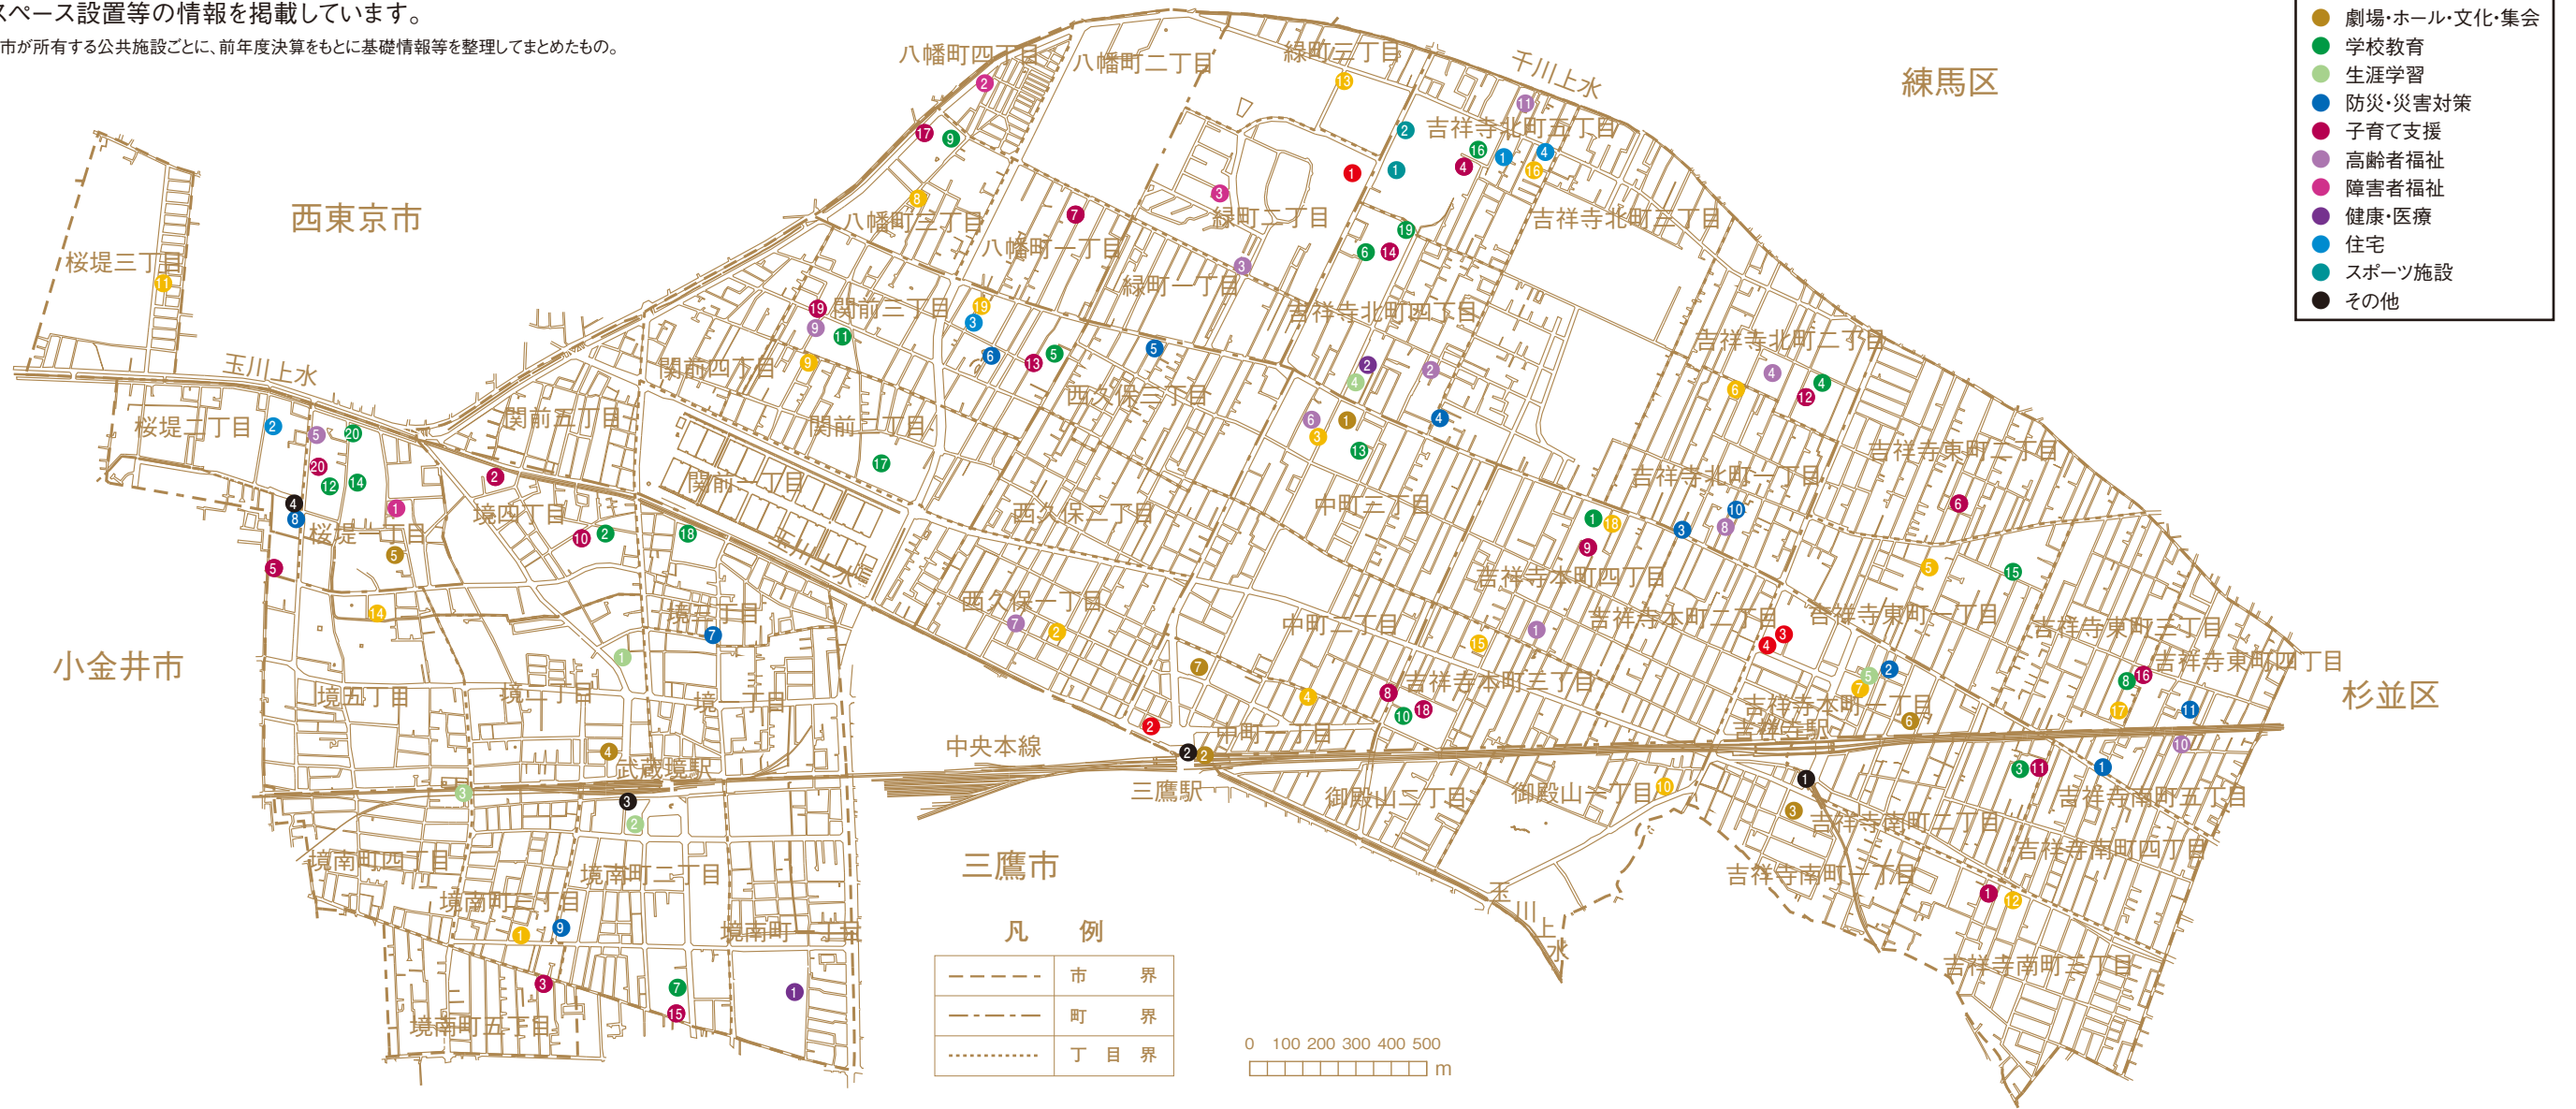 スペース設置等の情報を掲載しています。
市が所有する公共施設ごとに、前年度決算をもとに基礎情報等を整理してまとめたもの。
劇場・ホール・文化・集会
学校教育
生涯学習
防災・災害対策
子育て支援
高齢者福祉
障害者福祉
健康・医療
住宅
スポーツ施設
その他
八幡町四丁目
八幡町二丁目
緑町三丁目
千川上水
練馬区
吉祥寺北町五丁目
西東京市
桜堤三丁目
八幡町三丁目
八幡町一丁目
緑町二丁目
吉祥寺北町三丁目
緑町一丁目
関前三丁目
吉祥寺北町四丁目
吉祥寺北町二丁目
玉川上水
関前四丁目
西久保三丁目
桜堤二丁目
関前五丁目
関前二丁目
吉祥寺東町二丁目
関前一丁目
吉祥寺北町一丁目
境四丁目
西久保二丁目
中町三丁目
桜堤一丁目
玉川上水
吉祥寺本町四丁目
西久保一丁目
境三丁目
中町二丁目
吉祥寺本町二丁目
吉祥寺東町一丁目
吉祥寺東町三丁目
小金井市
吉祥寺東町四丁目
杉並区
境五丁目
境二丁目
境一丁目
吉祥寺本町三丁目
吉祥寺本町一丁目
吉祥寺駅
中町一丁目
中央本線
武蔵境駅
三鷹駅
御殿山二丁目
御殿山一丁目
吉祥寺南町五丁目
吉祥寺南町二丁目
吉祥寺南町四丁目
境南町四丁目
境南町二丁目
三鷹市
吉祥寺南町一丁目
境南町三丁目
玉川上水
境南町一丁目
吉祥寺南町三丁目
境南町五丁目
凡 例
市 界
町 界
丁 目 界
0 100 200 300 400 500
m